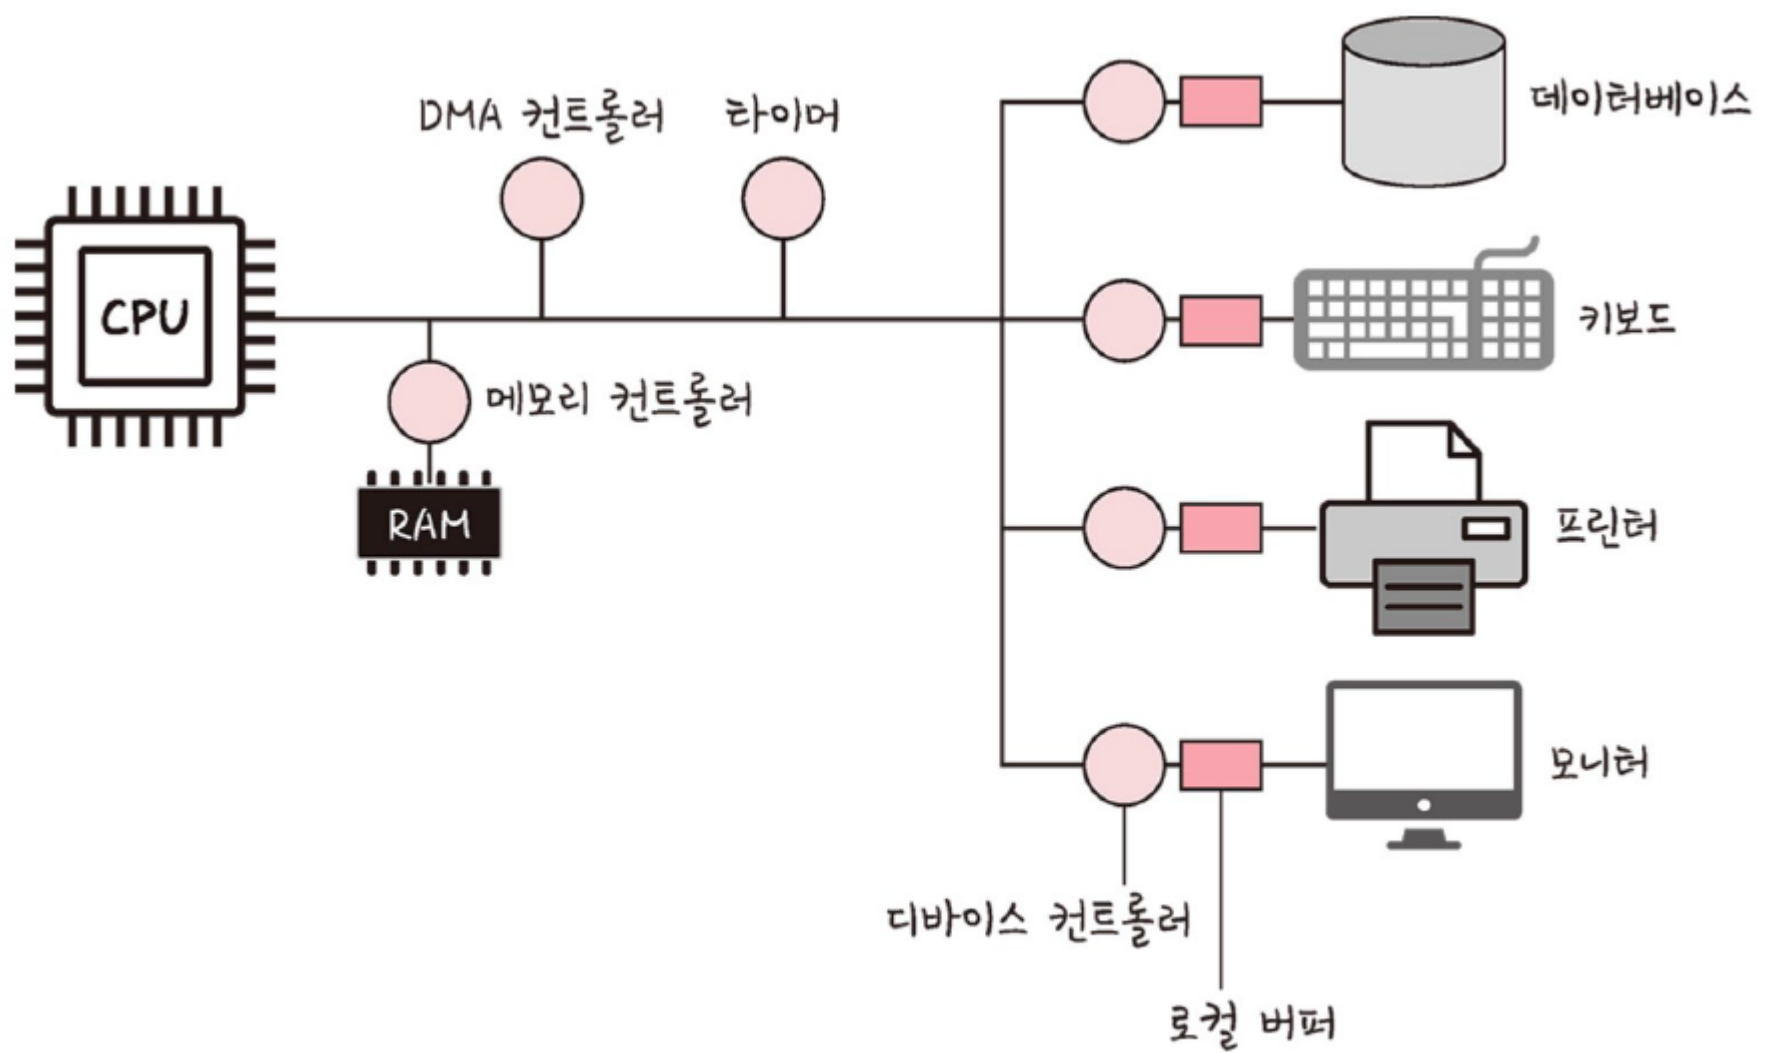 DMA 컨트롤러
타이머
데이터베이스
CPU
키보드
메모리 컨트롤러
RAM
프린터
모니터
디바이스 컨트롤러
로컬 버퍼